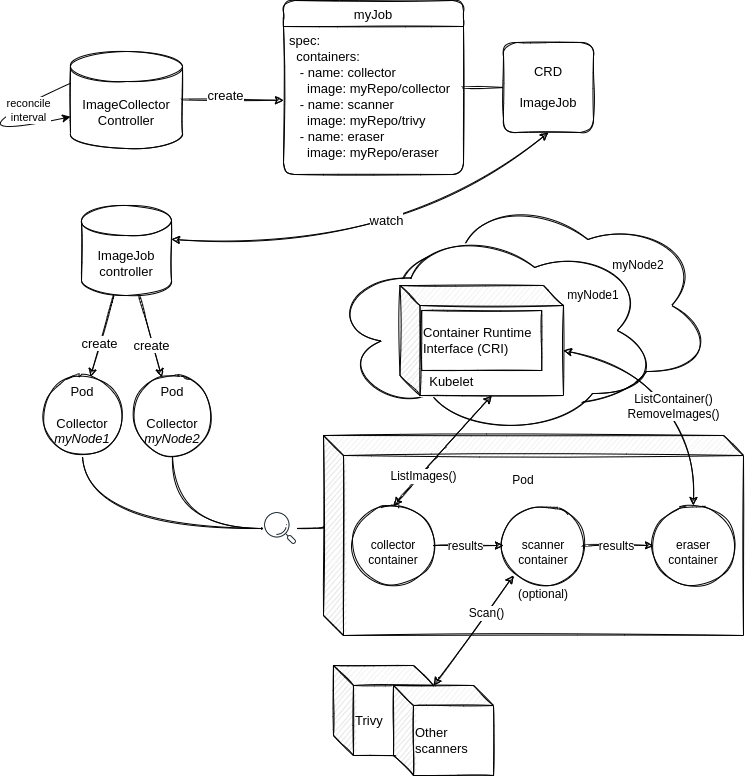 myJob
spec:
containers:
- name: collector
image: myRepo/collector
- name: scanner
image: myRepo/trivy
- name: eraser
image: myRepo/eraser
CRD
ImageJob
reconcile
interval
ImageCollector
Controller
create
watch
ImageJob
controller
create
create
Pod
Collector
myNode1
Pod
Collector
myNode2
myNode2
myNode1
Container Runtime
Interface (CRI)
Kubelet
ListContainer()
RemoveImages()
ListImages()
Pod
collector
container
results
scanner
container
(optional)
results
eraser
container
Scan()
Trivy
Other
scanners